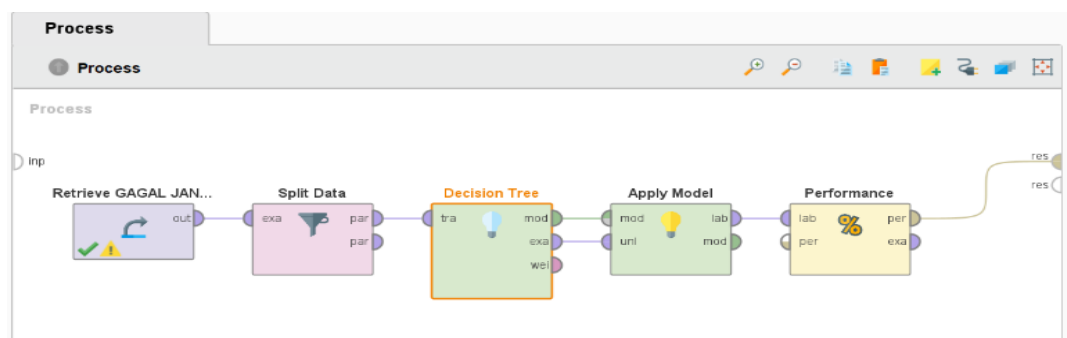 Process
Process
Process
inp
res
res
Retrieve GAGAL JAN...
out
Split Data
exa
par
par
Decision Tree
tra
mod
exa
wei
Apply Model
mod
unl
lab
mod
Performance
lab
per
%
per
exa